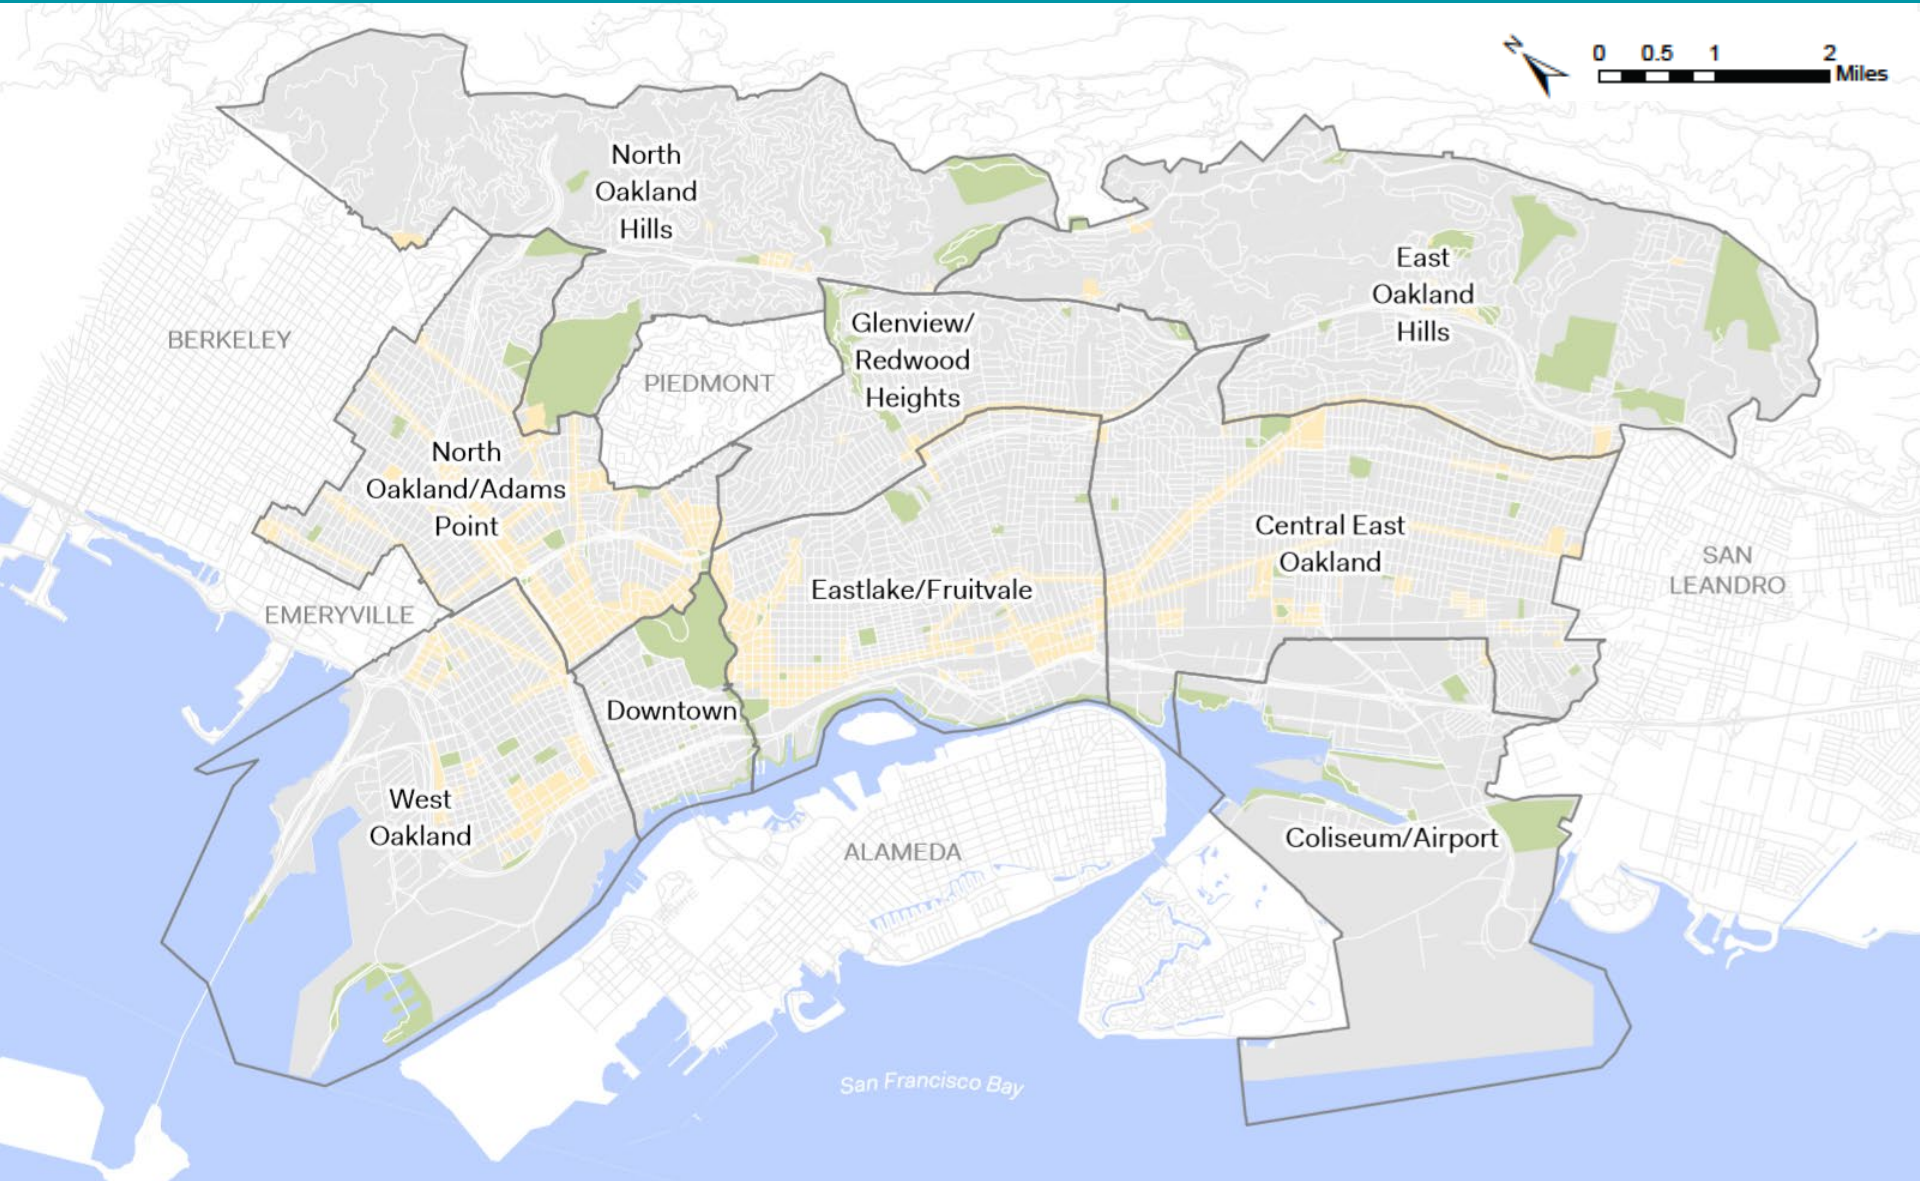 N
0 0.5 1 2
Miles
North
Oakland
Hills
East
Oakland
Hills
BERKELEY
Glenview/
Redwood
Heights
PIEDMONT
North
Oakland/Adams
Point
Central East
Oakland
SAN
LEANDRO
Eastlake/Fruitvale
EMERYVILLE
Downtown
West
Oakland
Coliseum/Airport
ALAMEDA
San Francisco Bay